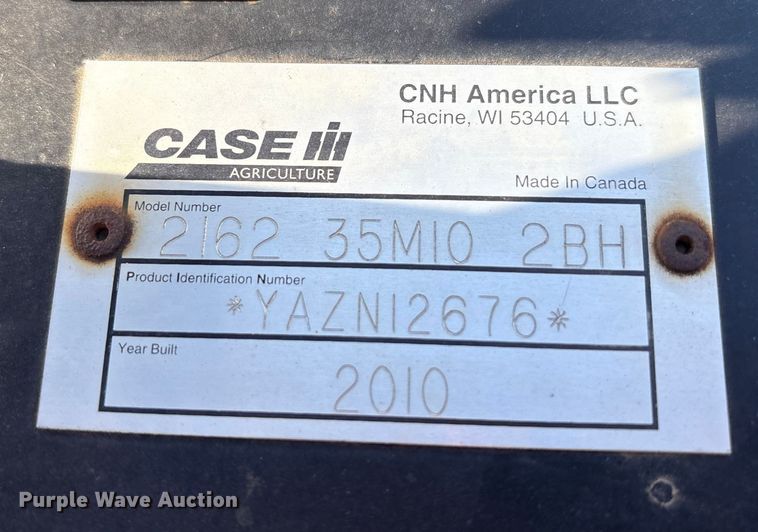 CNH America LLC
Racine, WI 53404 U.S.A.
CASE IH
AGRICULTURE
Made In Canada
Model Number
2162 35M10 2BH
Product Identification Number
*YAZN12676*
Year Built
2010
Purple Wave Auction